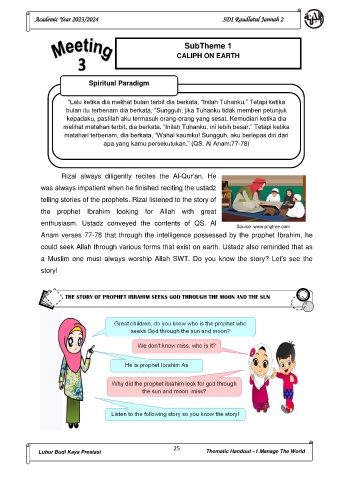 Academic Year 2023/2024
SDI Raudlatul Jannah 2
Meeting
3
SubTheme 1
CALIPH ON EARTH
Spiritual Paradigm
"Lalu ketika dia melihat bulan terbit dia berkata, "Inilah Tuhanku." Tetapi ketika
bulan itu terbenam dia berkata, "Sungguh, jika Tuhanku tidak memberi petunjuk
kepadaku, pastilah aku termasuk orang-orang yang sesat. Kemudian ketika dia
melihat matahari terbit, dia berkata, "Inilah Tuhanku, ini lebih besar." Tetapi ketika
matahari terbenam, dia berkata, "Wahai kaumku! Sungguh, aku berlepas diri dari
apa yang kamu persekutukan." (QS. Al Anam:77-78)
Rizal always diligently recites the Al-Qur'an. He
was always impatient when he finished reciting the ustadz
telling stories of the prophets. Rizal listened to the story of
the prophet Ibrahim looking for Allah with great
enthusiasm. Ustadz conveyed the contents of QS. Al
Source: www.pngtree.com
Anam verses 77-78 that through the intelligence possessed by the prophet Ibrahim, he
could seek Allah through various forms that exist on earth. Ustadz also reminded that as
a Muslim one must always worship Allah SWT. Do you know the story? Let's see the
story!
THE STORY OF PROPHET IBRAHIM SEEKS GOD THROUGH THE MOON AND THE SUN
Great children, do you know who is the prophet who
seeks God through the sun and moon?
We don't know miss, who is it?
He is prophet Ibrahim As
Why did the prophet ibrahim look for god through
the sun and moon, miss?
Listen to the following story so you know the story!
Luhur Budi Kaya Prestasi
25
Thematic Handout – 1 Manage The World